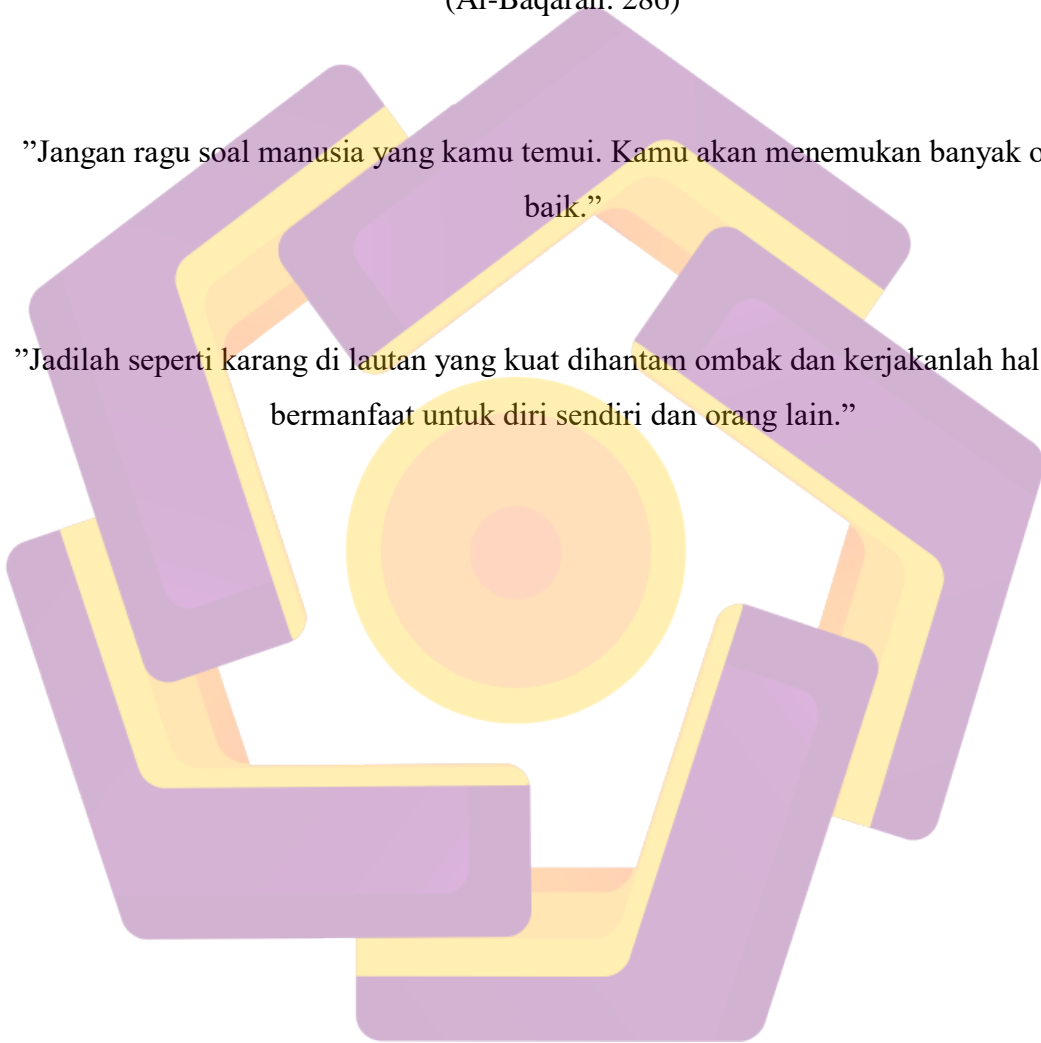 (Al-Baqarah: 286)
”Jangan ragu soal manusia yang kamu temui. Kamu akan menemukan banyak o
baik.”
”Jadilah seperti karang di lautan yang kuat dihantam ombak dan kerjakanlah hal
bermanfaat untuk diri sendiri dan orang lain.”